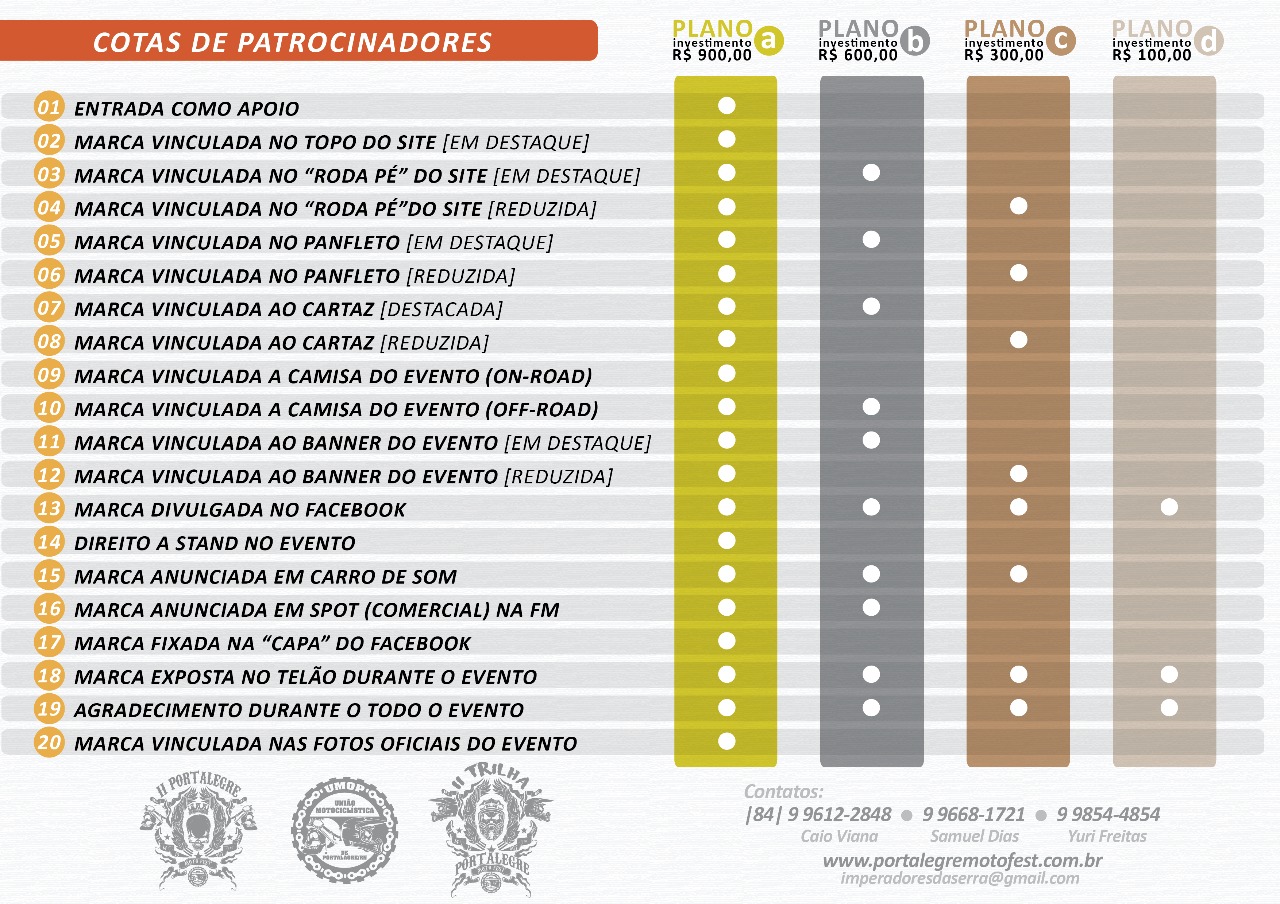 COTAS DE PATROCINADORES
PLANO a
investimento
R$ 900,00
PLANO b
investimento
R$ 600,00
PLANO c
investimento
R$ 300,00
PLANO d
investimento
R$ 100,00
01 ENTRADA COMO APOIO
02 MARCA VINCULADA NO TOPO DO SITE [EM DESTAQUE]
03 MARCA VINCULADA NO “RODA PÉ” DO SITE [EM DESTAQUE]
04 MARCA VINCULADA NO “RODA PÉ”DO SITE [REDUZIDA]
05 MARCA VINCULADA NO PANFLETO [EM DESTAQUE]
06 MARCA VINCULADA NO PANFLETO [REDUZIDA]
07 MARCA VINCULADA AO CARTAZ [DESTACADA]
08 MARCA VINCULADA AO CARTAZ [REDUZIDA]
09 MARCA VINCULADA A CAMISA DO EVENTO (ON-ROAD)
10 MARCA VINCULADA A CAMISA DO EVENTO (OFF-ROAD)
11 MARCA VINCULADA AO BANNER DO EVENTO [EM DESTAQUE]
12 MARCA VINCULADA AO BANNER DO EVENTO [REDUZIDA]
13 MARCA DIVULGADA NO FACEBOOK
14 DIREITO A STAND NO EVENTO
15 MARCA ANUNCIADA EM CARRO DE SOM
16 MARCA ANUNCIADA EM SPOT (COMERCIAL) NA FM
17 MARCA FIXADA NA “CAPA” DO FACEBOOK
18 MARCA EXPOSTA NO TELÃO DURANTE O EVENTO
19 AGRADECIMENTO DURANTE O TODO O EVENTO
20 MARCA VINCULADA NAS FOTOS OFICIAIS DO EVENTO
II PORTALEGRE
UMOP
UNIÃO
MOTOCICLÍSTICA
DE
II TRILHA
PORTALEGRE
Contatos:
|84| 9 9612-2848 ● 9 9668-1721 ● 9 9854-4854
Caio Viana Samuel Dias Yuri Freitas
www.portalegremotofest.com.br
imperadoresdaserra@gmail.com